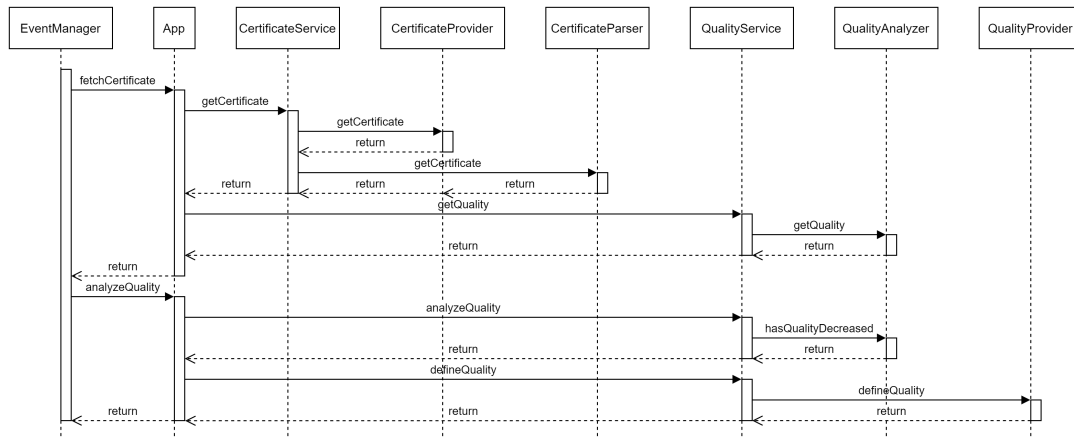 EventManager App CertificateService CertificateProvider CertificateParser QualityService QualityAnalyzer QualityProvider
fetchCertificate
getCertificate
getCertificate
return
getCertificate
return return return
getQuality
getQuality
return return
return
analyzeQuality
analyzeQuality
hasQualityDecreased
return return
defineQuality
defineQuality
return return return